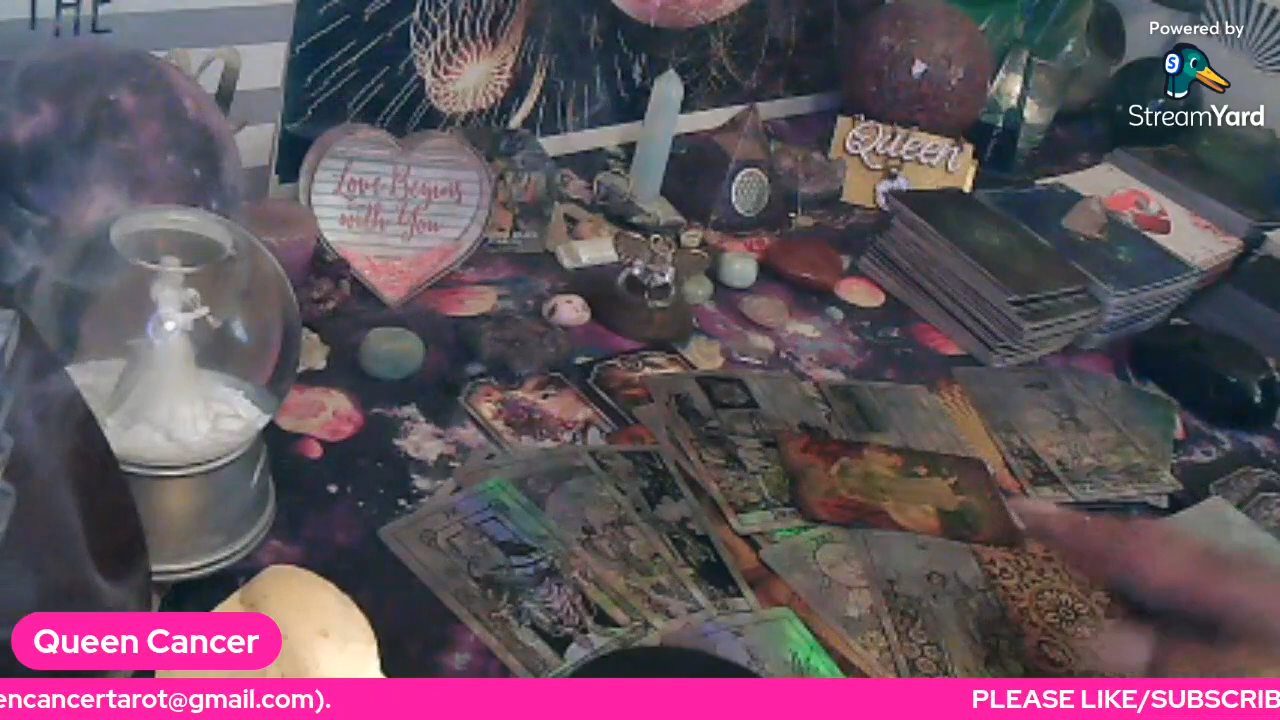 THE
Powered by
StreamYard
Queen
Love Begins
with You
Queen Cancer
encancertarot@gmail.com).
PLEASE LIKE/SUBSCRIB